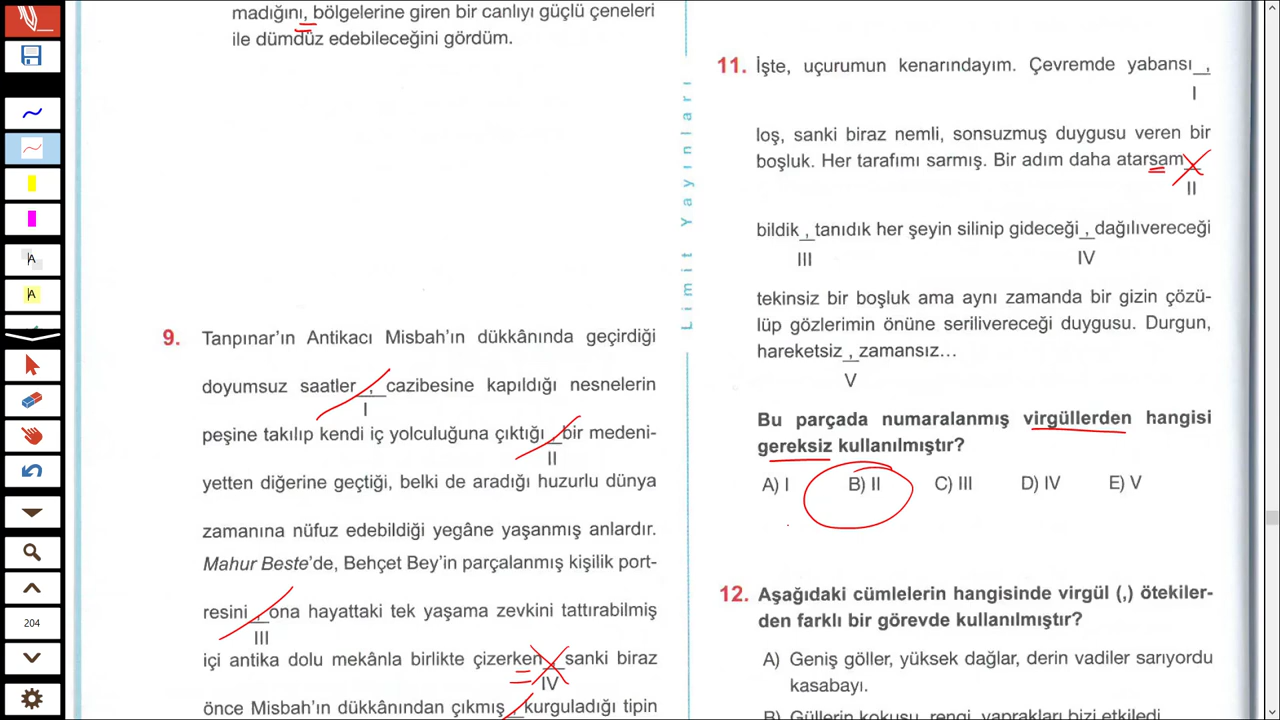 madığını, bölgelerine giren bir canlıyı güçlü çeneleri
ile dümdüz edebileceğini gördüm.
9. Tanpınar'ın Antikacı Misbah'ın dükkânında geçirdiği
doyumsuz saatler , cazibesine kapıldığı nesnelerin
I
peşine takılıp kendi iç yolculuğuna çıktığı , bir medeni-
II
yetten diğerine geçtiği, belki de aradığı huzurlu dünya
zamanına nüfuz edebildiği yegâne yaşanmış anlardır.
Mahur Beste'de, Behçet Bey'in parçalanmış kişilik port-
resini , ona hayattaki tek yaşama zevkini tattırabilmiş
III
içi antika dolu mekânla birlikte çizerken , sanki biraz
IV
önce Misbah'ın dükkânından çıkmış , kurguladığı tipin
Limit Yayınları
11. İşte, uçurumun kenarındayım. Çevremde yabansı ,
I
loş, sanki biraz nemli, sonsuzmuş duygusu veren bir
boşluk. Her tarafımı sarmış. Bir adım daha atarsam ,
II
bildik , tanıdık her şeyin silinip gideceği , dağılıvereceği
III IV
tekinsiz bir boşluk ama aynı zamanda bir gizin çözü-
lüp gözlerimin önüne serilivereceği duygusu. Durgun,
hareketsiz , zamansız...
V
Bu parçada numaralanmış virgüllerden hangisi
gereksiz kullanılmıştır?
A) I B) II C) III D) IV E) V
12. Aşağıdaki cümlelerin hangisinde virgül (,) ötekiler-
den farklı bir görevde kullanılmıştır?
A) Geniş göller, yüksek dağlar, derin vadiler sarıyordu
kasabayı.
B) Güllerin kokusu, rengi, yaprakları bizi etkiledi.
A
A
204